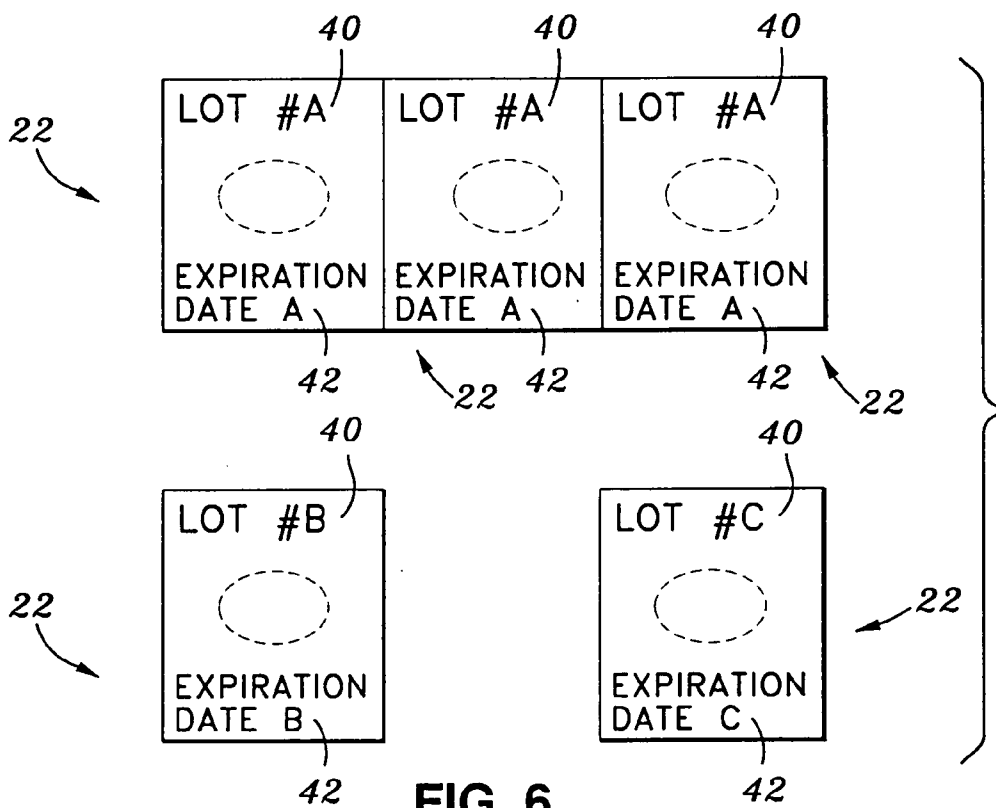 40 40 40
LOT #A LOT #A LOT #A
22
EXPIRATION EXPIRATION EXPIRATION
DATE A DATE A DATE A
42 22 42 42 22
40 40
LOT #B LOT #C
22 22
EXPIRATION EXPIRATION
DATE B DATE C
42 42
FIG. 6